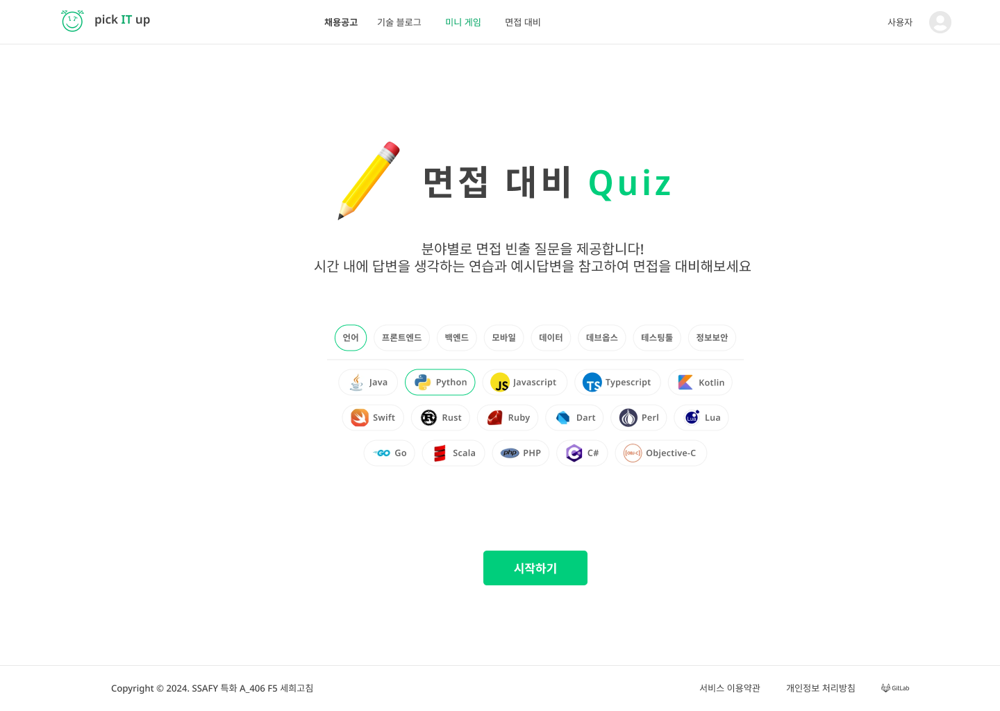 pick IT up
채용공고 기술 블로그 미니 게임 면접 대비
사용자
면접 대비 Quiz
분야별로 면접 빈출 질문을 제공합니다!
시간 내에 답변을 생각하는 연습과 예시답변을 참고하여 면접을 대비해보세요
언어 프론트엔드 백엔드 모바일 데이터 데브옵스 테스팅툴 정보보안
Java Python JS Javascript TS Typescript Kotlin
Swift R Rust Ruby Dart Perl Lua Lua
GO Go Scala php PHP C C# [OBJ-C] Objective-C
시작하기
Copyright © 2024. SSAFY 특화 A_406 F5 세희고침
서비스 이용약관 개인정보 처리방침 GitLab